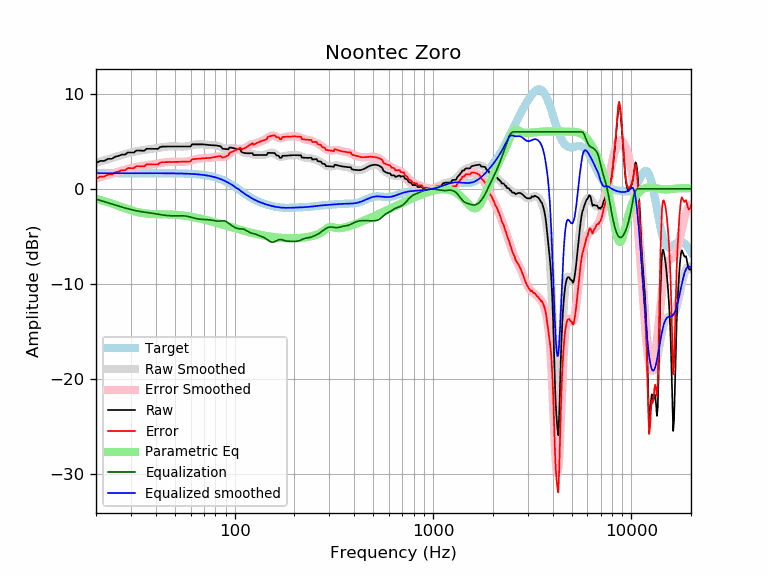 Noontec Zoro
Amplitude (dBr)
10
0
−10
−20
−30
Target
Raw Smoothed
Error Smoothed
Raw
Error
Parametric Eq
Equalization
Equalized smoothed
100
1000
10000
Frequency (Hz)